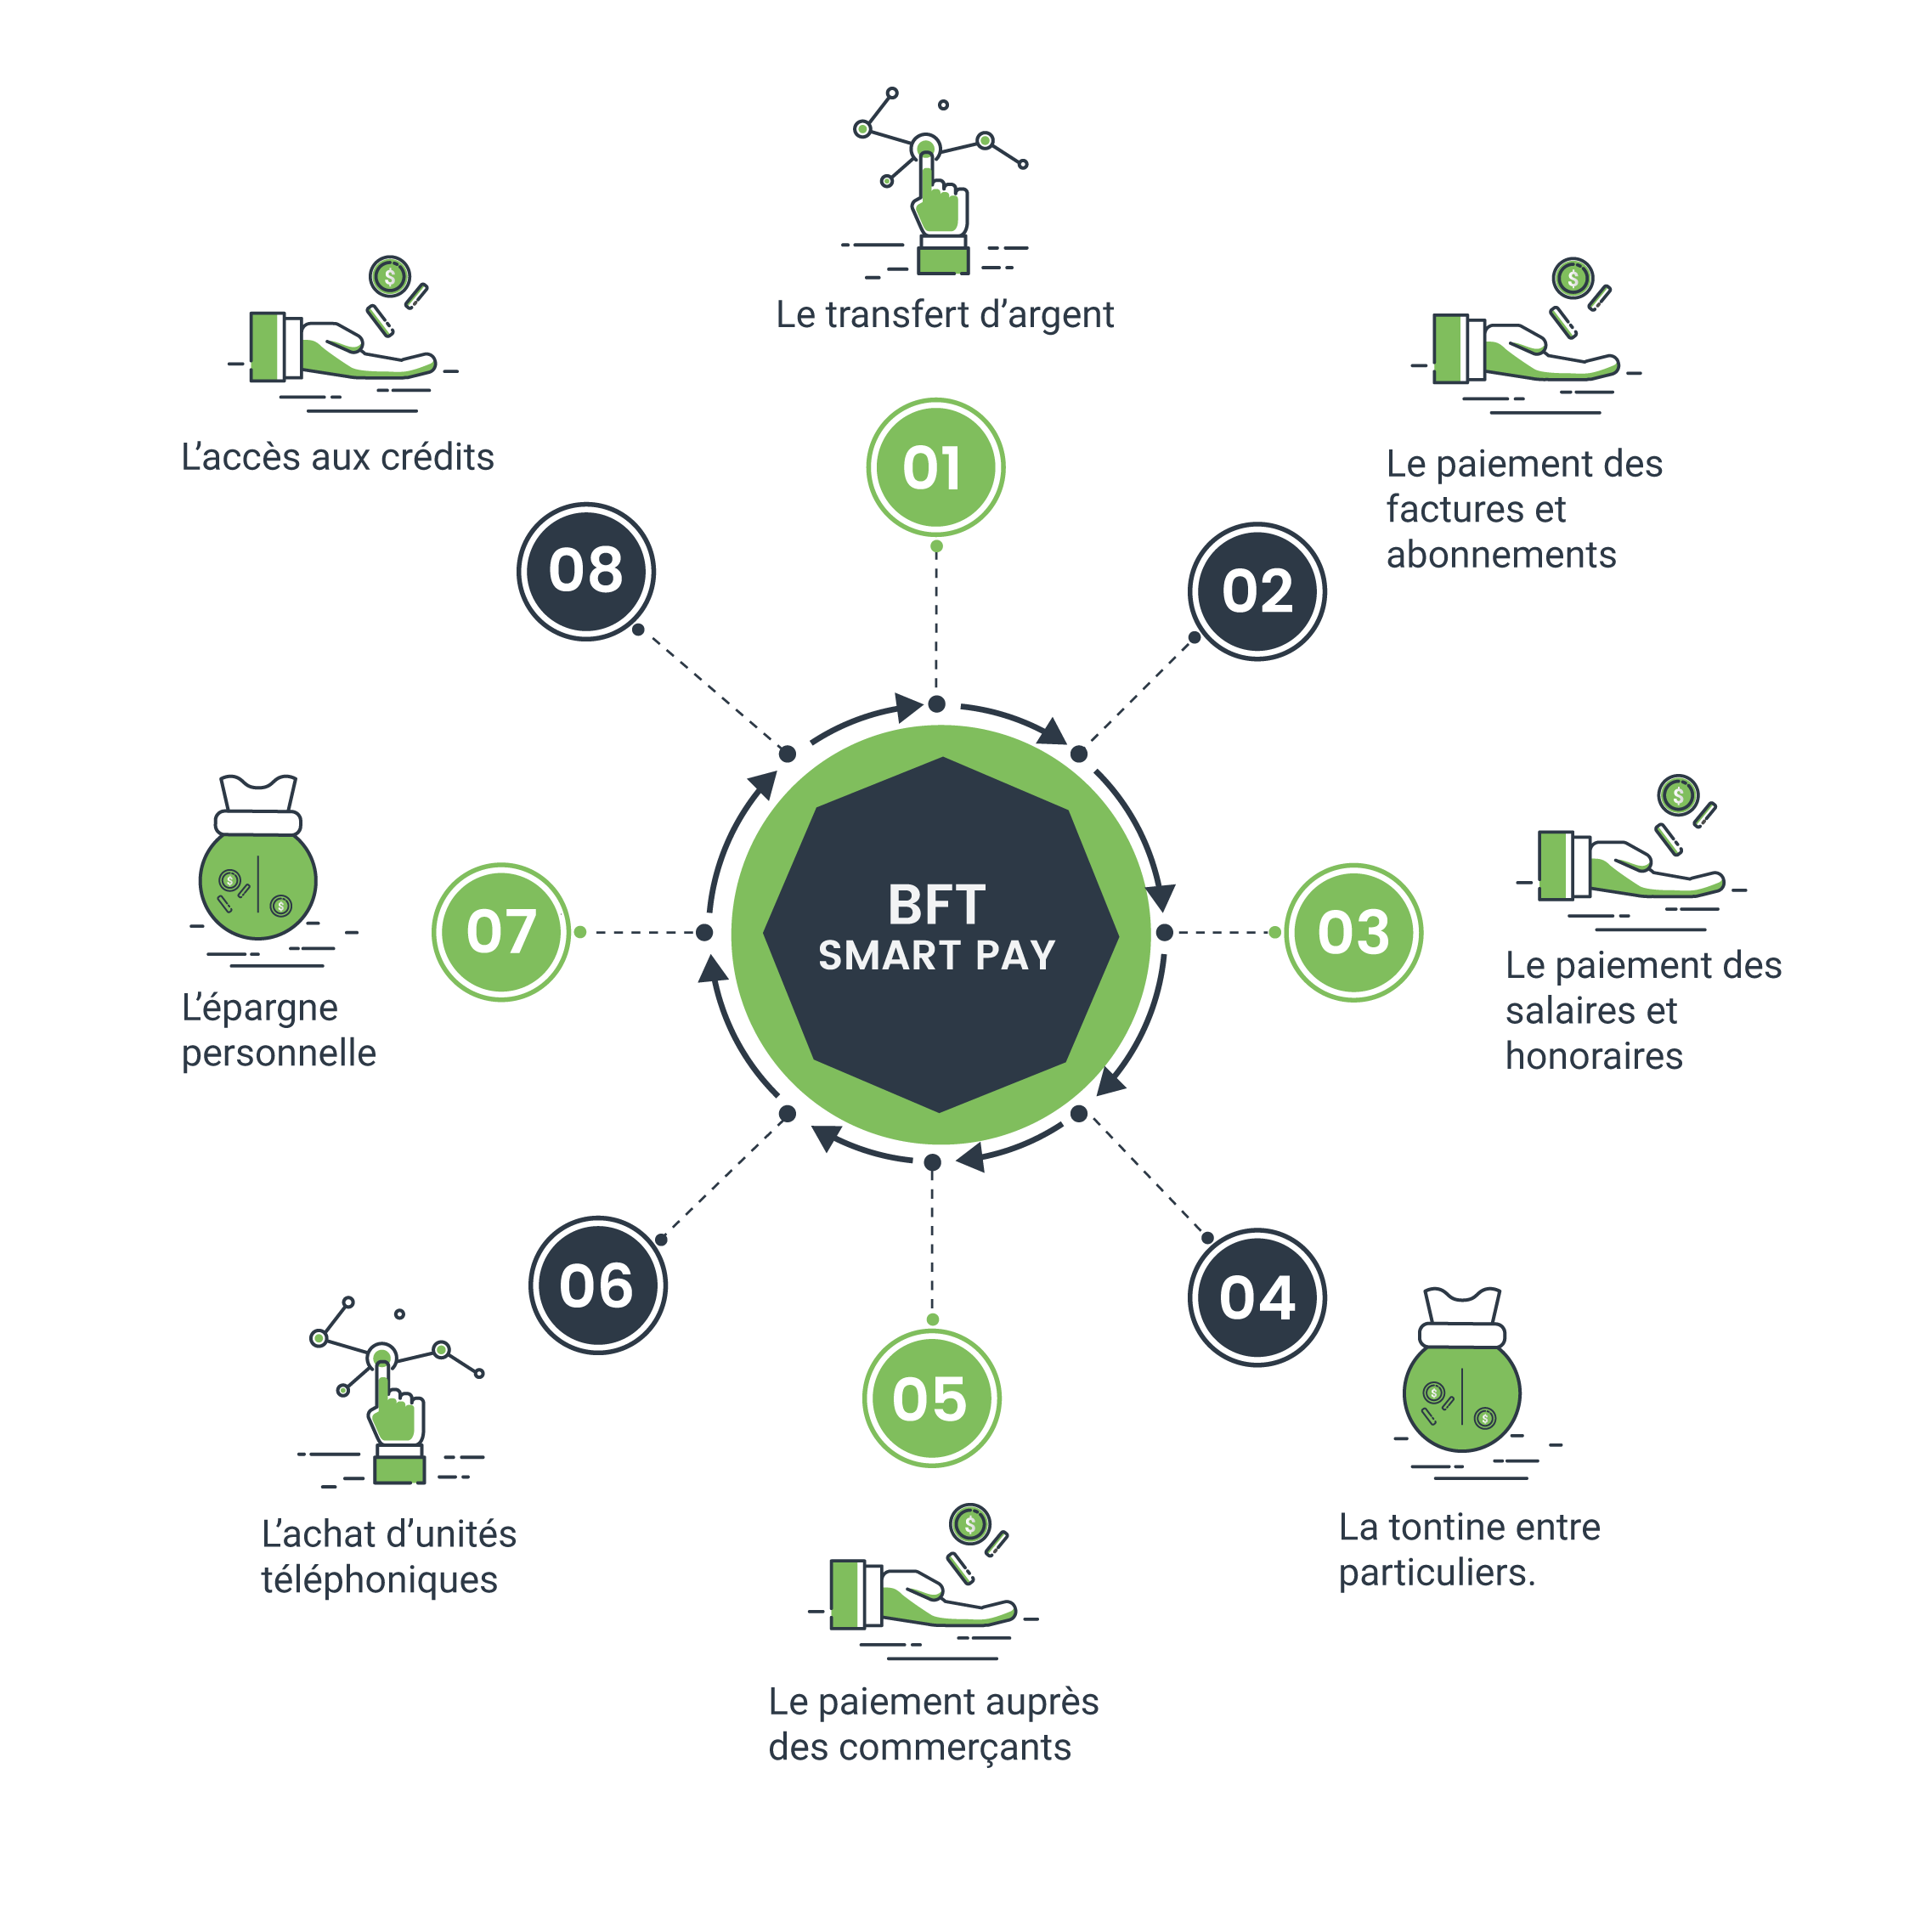 Le transfert d’argent
01
Le paiement des
factures et
abonnements
02
Le paiement des
salaires et
honoraires
03
La tontine entre
particuliers.
04
Le paiement auprès
des commerçants
05
L’achat d’unités
téléphoniques
06
L’épargne
personnelle
07
L’accès aux crédits
08
BFT
SMART PAY
$
$
$
$
$
$
$
$